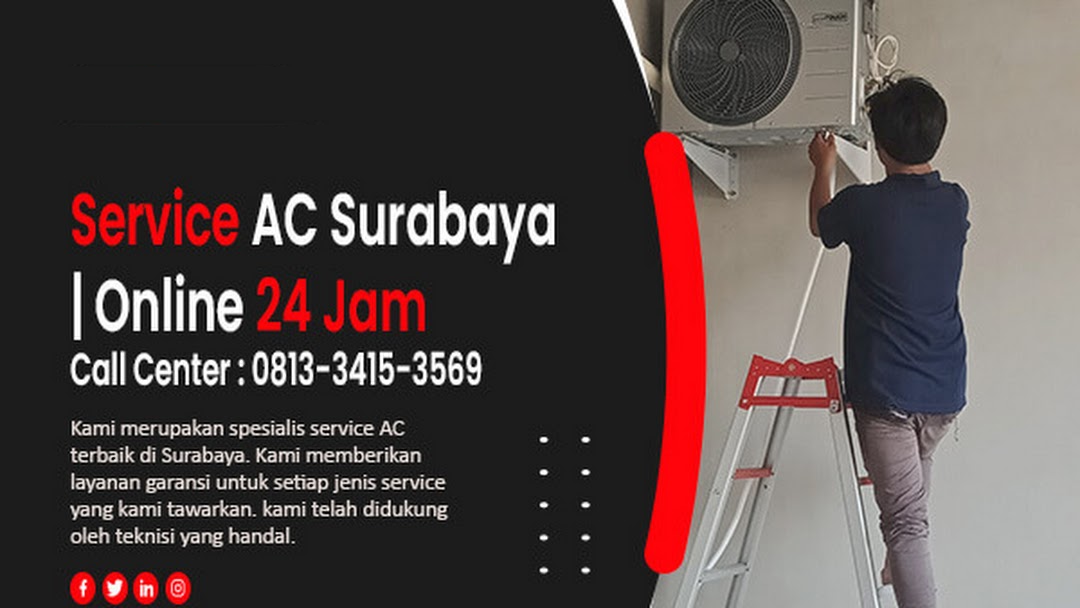 Service AC Surabaya
| Online 24 Jam
Call Center : 0813-3415-3569
Kami merupakan spesialis service AC
terbaik di Surabaya. Kami memberikan
layanan garansi untuk setiap jenis service
yang kami tawarkan. kami telah didukung
oleh teknisi yang handal.